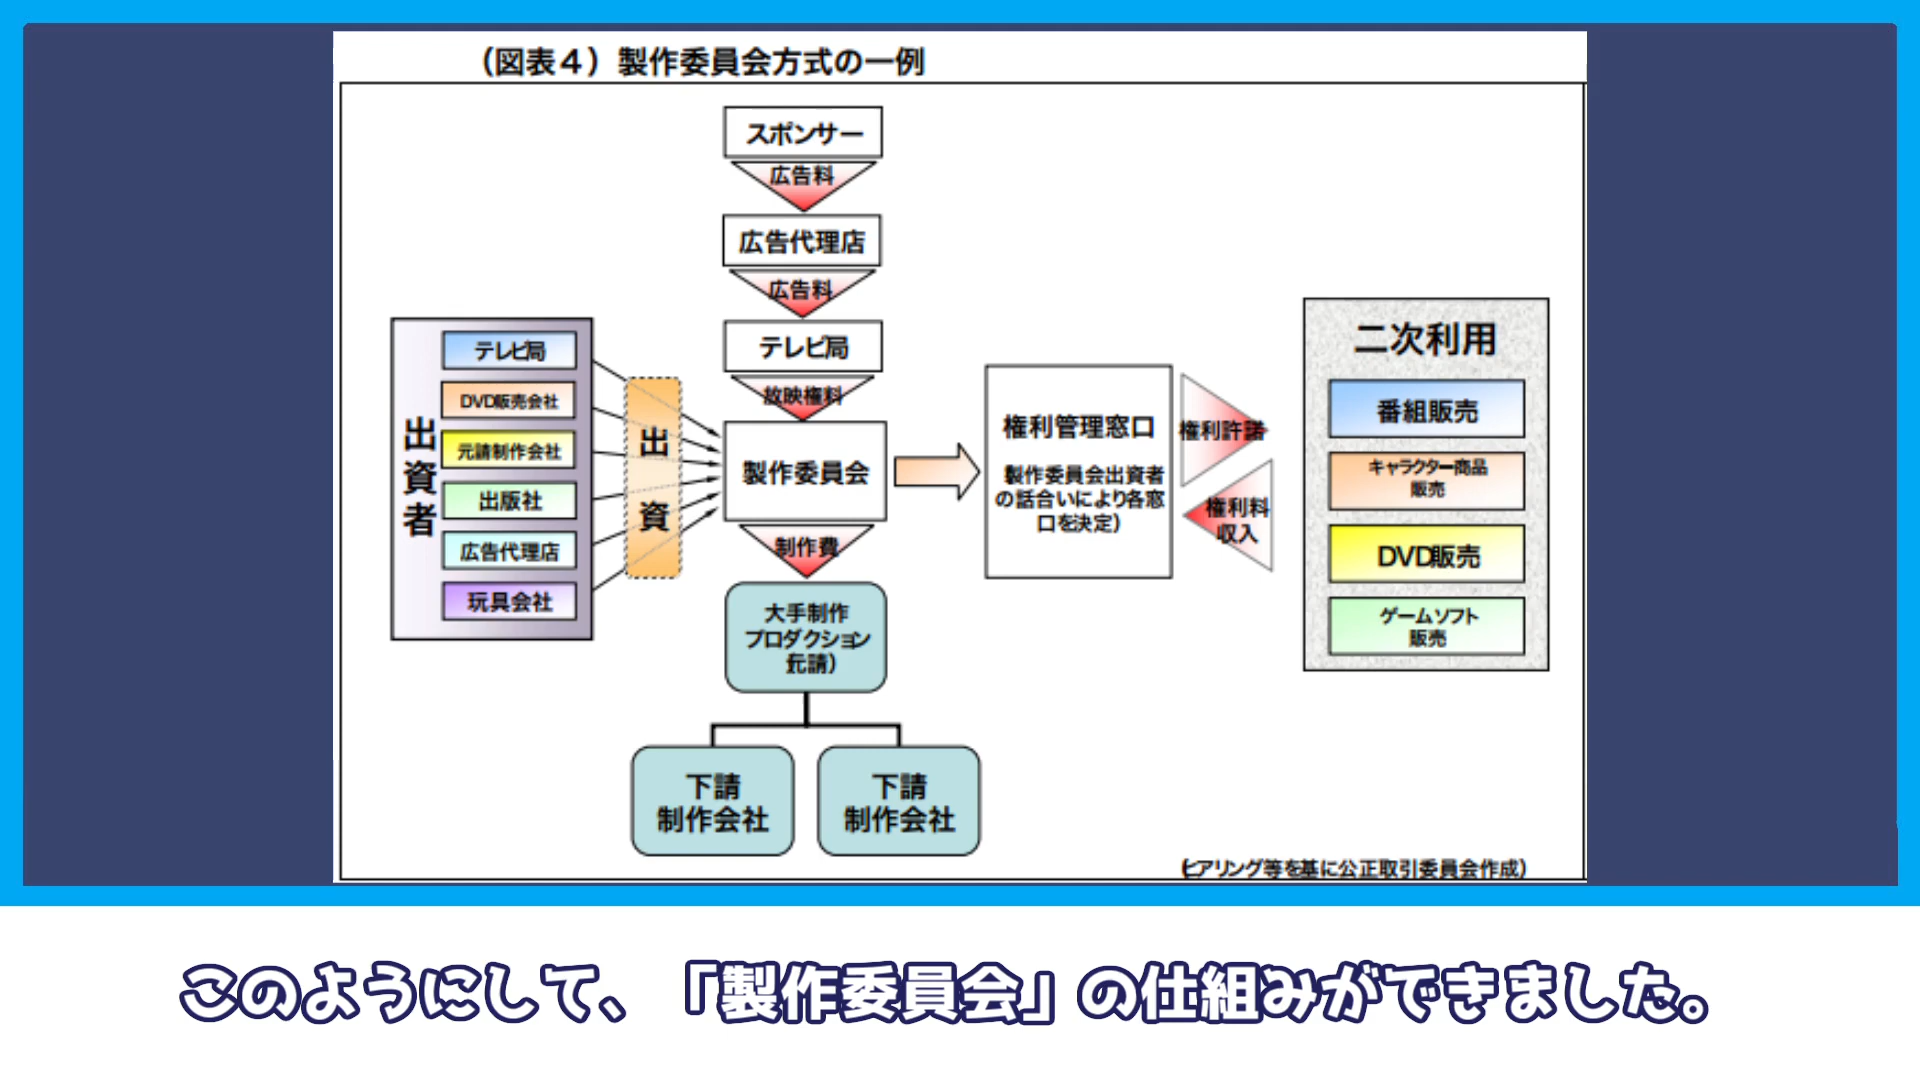 （図表４）製作委員会方式の一例
スポンサー
広告料
広告代理店
広告料
テレビ局
放映権料
製作委員会
制作費
大手制作
プロダクション
元請）
下請
制作会社
下請
制作会社
出資者
テレビ局
DVD販売会社
元請制作会社
出版社
広告代理店
玩具会社
出資
権利管理窓口
製作委員会出資者
の話合いにより各窓
口を決定）
権利許諾
権利料
収入
二次利用
番組販売
キャラクター商品
販売
DVD販売
ゲームソフト
販売
（ヒアリング等を基に公正取引委員会作成）
このようにして、「製作委員会」の仕組みができました。